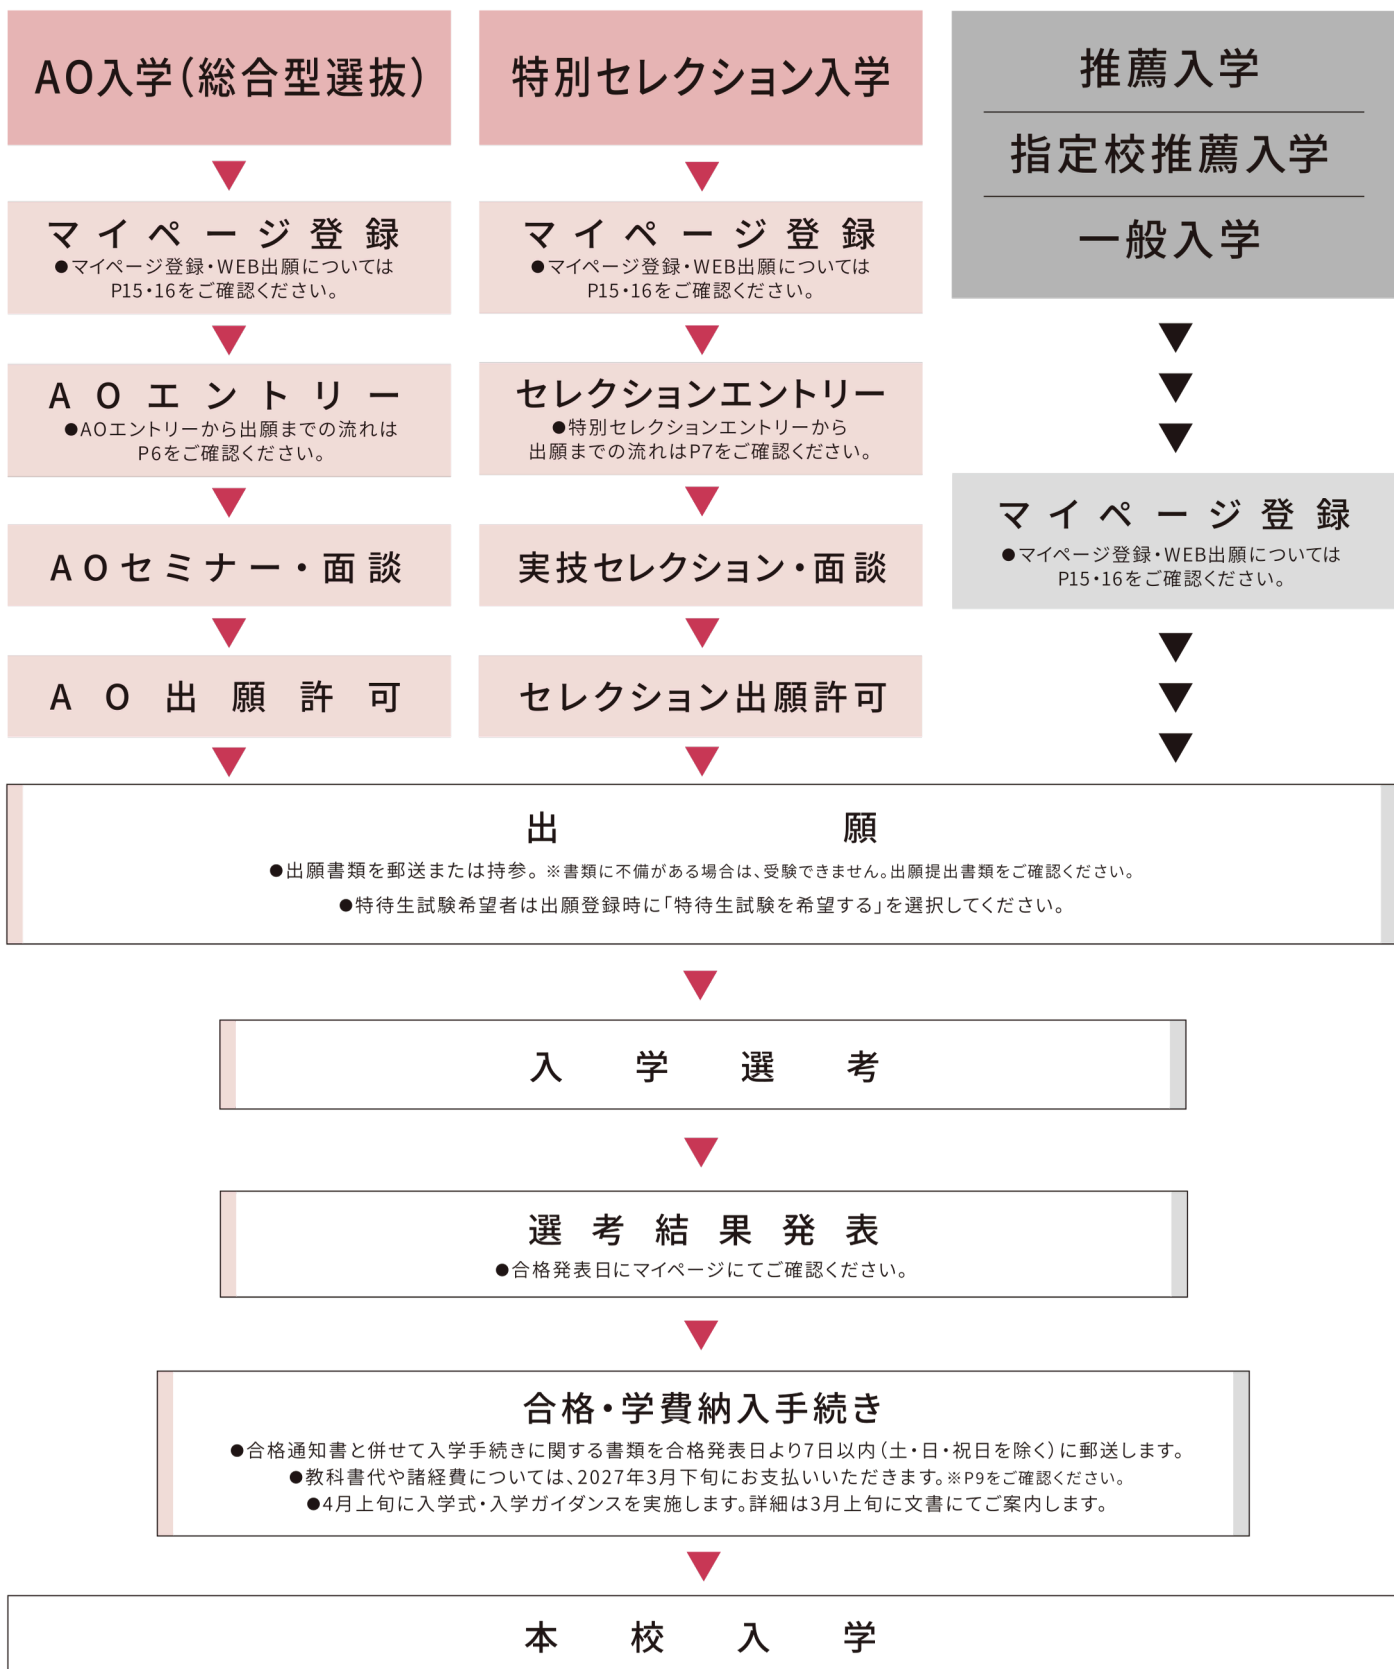 AO入学(総合型選抜)
マイページ登録
●マイページ登録・WEB出願については
P15・16をご確認ください。
AOエントリー
●AOエントリーから出願までの流れは
P6をご確認ください。
AOセミナー・面談
AO出願許可
特別セレクション入学
マイページ登録
●マイページ登録・WEB出願については
P15・16をご確認ください。
セレクションエントリー
●特別セレクションエントリーから
出願までの流れはP7をご確認ください。
実技セレクション・面談
セレクション出願許可
推薦入学
指定校推薦入学
一般入学
マイページ登録
●マイページ登録・WEB出願については
P15・16をご確認ください。
出願
●出願書類を郵送または持参。※書類に不備がある場合は、受験できません。出願提出書類をご確認ください。
●特待生試験希望者は出願登録時に「特待生試験を希望する」を選択してください。
入学選考
選考結果発表
●合格発表日にマイページにてご確認ください。
合格・学費納入手続き
●合格通知書と併せて入学手続きに関する書類を合格発表日より7日以内(土・日・祝日を除く)に郵送します。
●教科書代や諸経費については、2027年3月下旬にお支払いいただきます。※P9をご確認ください。
●4月上旬に入学式・入学ガイダンスを実施します。詳細は3月上旬に文書にてご案内します。
本校入学